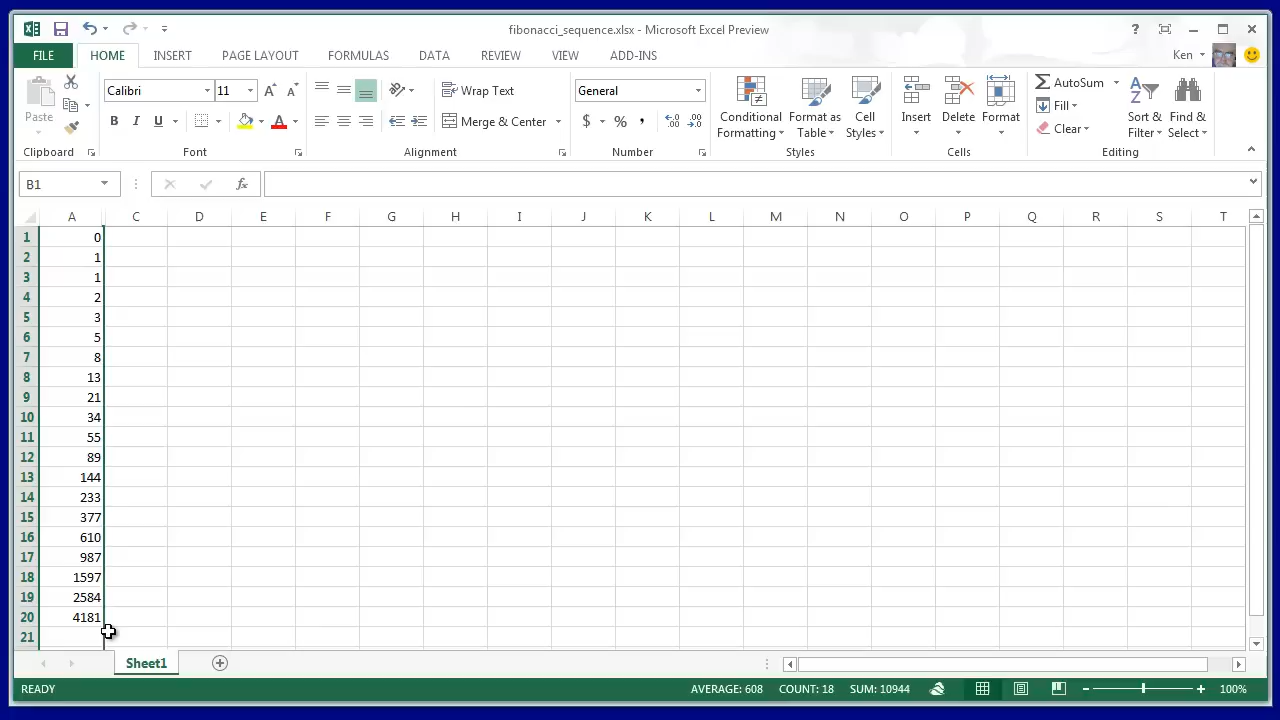 fibonacci_sequence.xlsx - Microsoft Excel Preview
FILE HOME INSERT PAGE LAYOUT FORMULAS DATA REVIEW VIEW ADD-INS Ken
Calibri 11 Wrap Text General AutoSum
Paste B I U A Merge & Center $ % , Conditional Formatting Format as Table Cell Styles Insert Delete Format Fill Clear Sort & Filter Find & Select
Clipboard Font Alignment Number Styles Cells Editing
B1 fx
A C D E F G H I J K L M N O P Q R S T
1 0
2 1
3 1
4 2
5 3
6 5
7 8
8 13
9 21
10 34
11 55
12 89
13 144
14 233
15 377
16 610
17 987
18 1597
19 2584
20 4181
21
Sheet1
READY AVERAGE: 608 COUNT: 18 SUM: 10944 100%